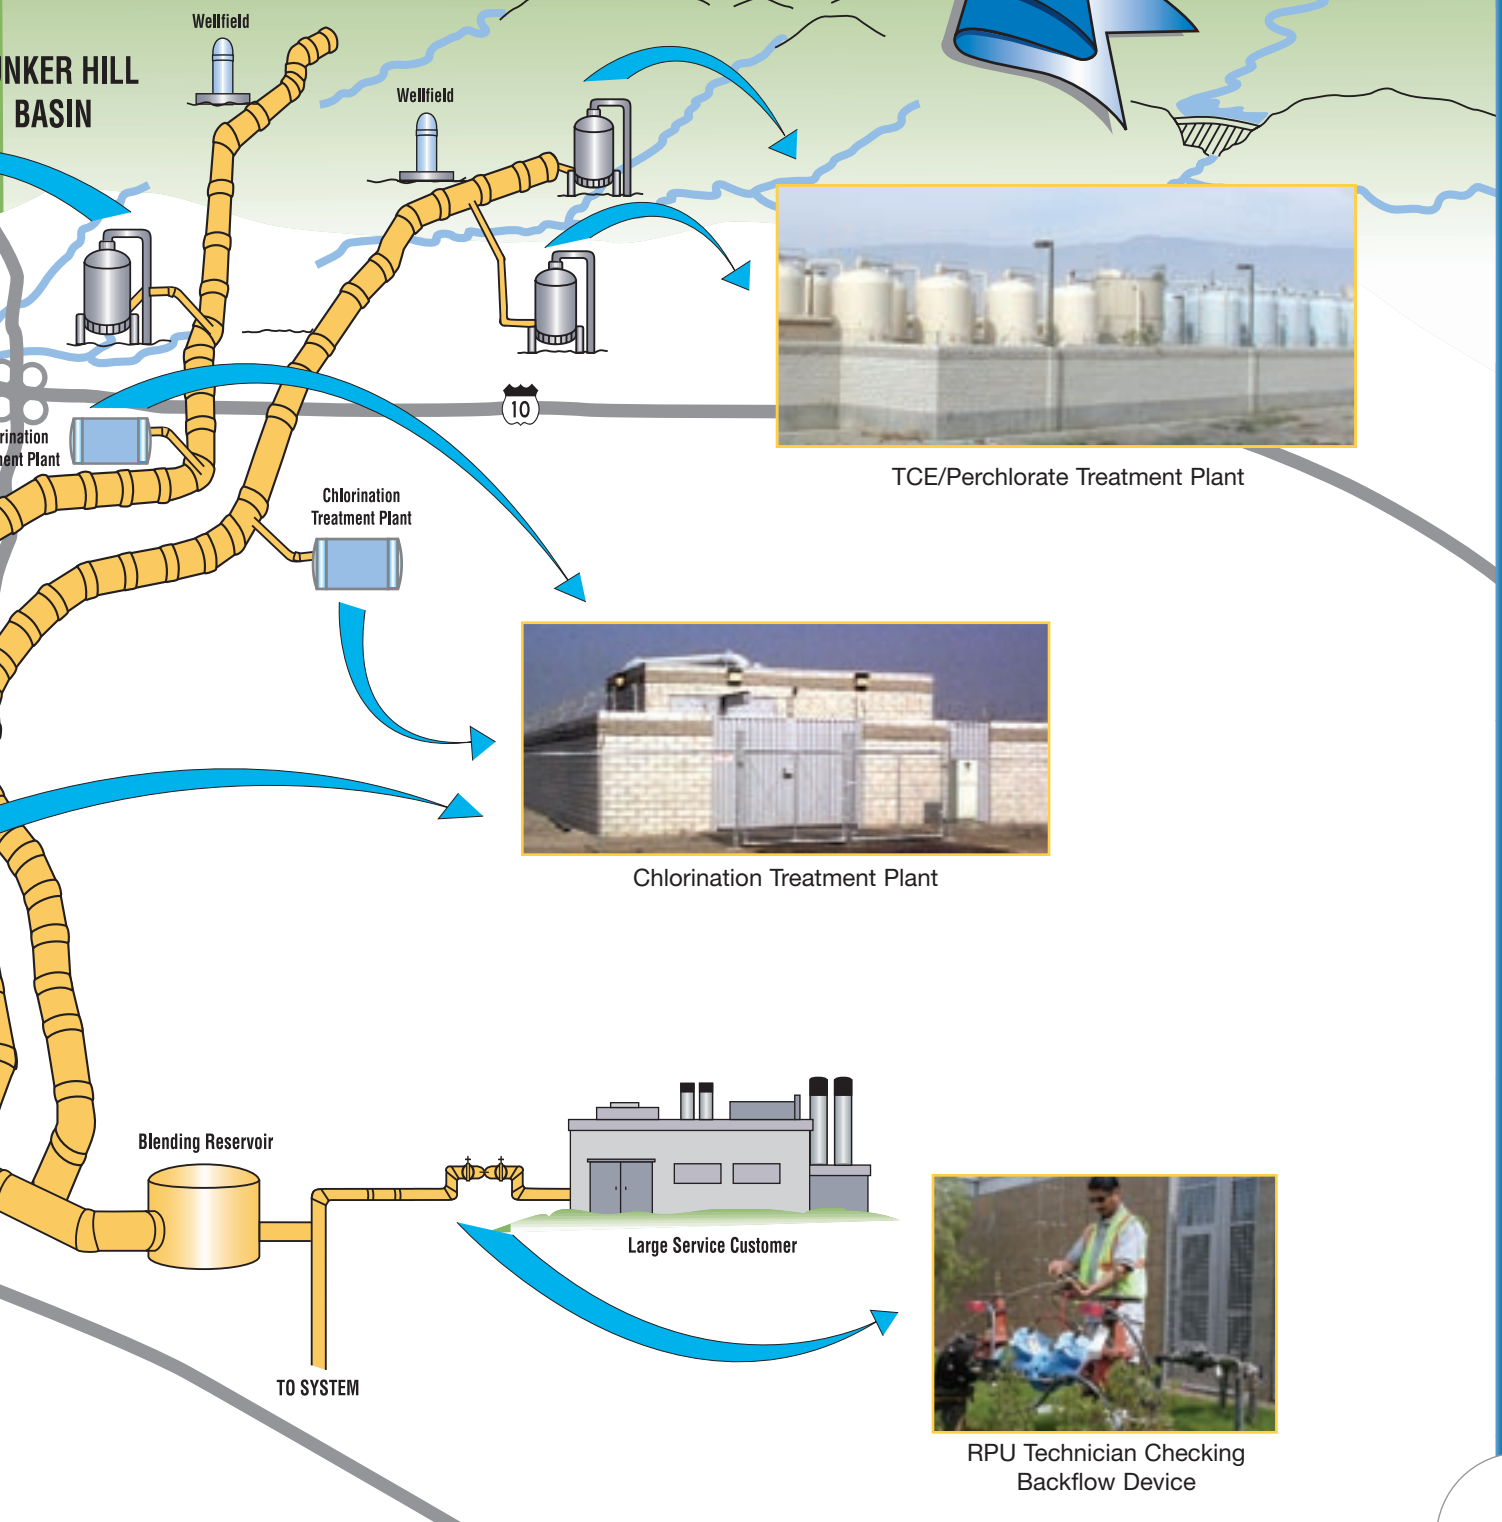 Wellfield
NKER HILL
BASIN
Wellfield
10
rination
ent Plant
TCE/Perchlorate Treatment Plant
Chlorination
Treatment Plant
Chlorination Treatment Plant
Blending Reservoir
Large Service Customer
TO SYSTEM
RPU Technician Checking
Backflow Device